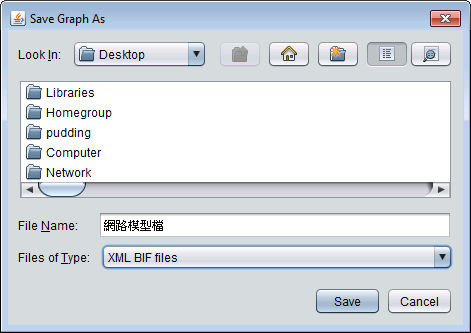 Save Graph As
Look In: Desktop
Libraries
Homegroup
pudding
Computer
Network
File Name: 網路模型檔
Files of Type: XML BIF files
Save Cancel